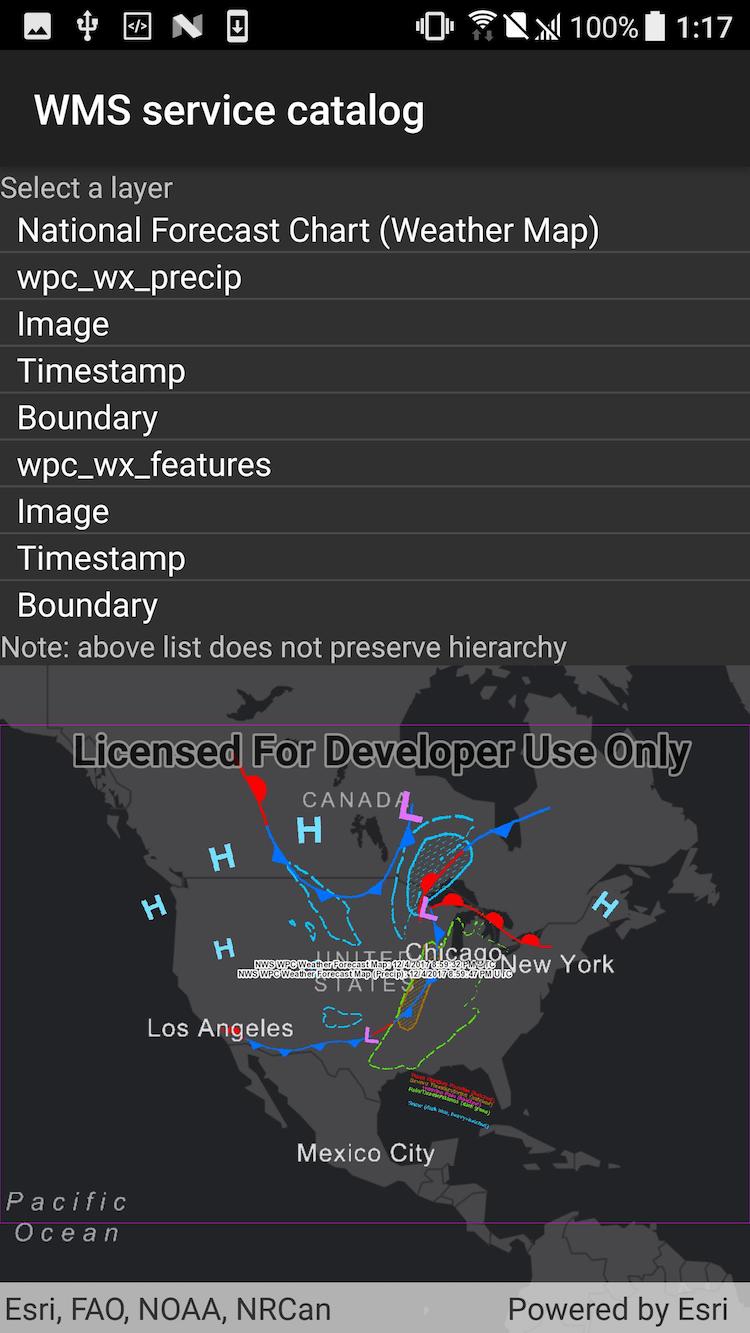 100% 1:17
WMS service catalog
Select a layer
National Forecast Chart (Weather Map)
wpc_wx_precip
Image
Timestamp
Boundary
wpc_wx_features
Image
Timestamp
Boundary
Note: above list does not preserve hierarchy
Licensed For Developer Use Only
CANADA
L
H
H
H
H
L
H
Chicago
UNITED
New York
NWS WPC Weather Forecast Map: 12/4/2017 8:59:32 PM UTC
NWS WPC Weather Forecast Map (Precip): 12/4/2017 8:59:47 PM UTC
STATES
Los Angeles
L
Mexico City
Pacific
Ocean
Esri, FAO, NOAA, NRCan
Powered by Esri